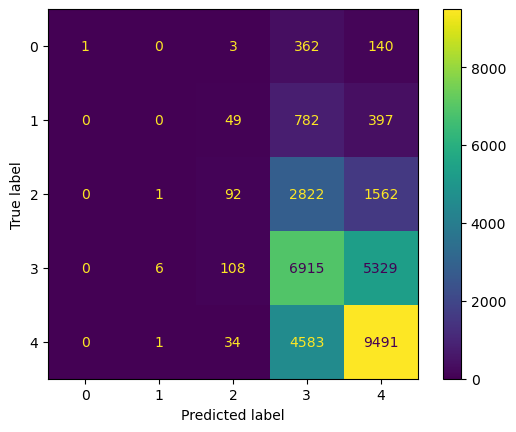 0 1 0 3 362 140
1 0 0 49 782 397
2 0 1 92 2822 1562
3 0 6 108 6915 5329
4 0 1 34 4583 9491
0 1 2 3 4
Predicted label
True label
8000
6000
4000
2000
0